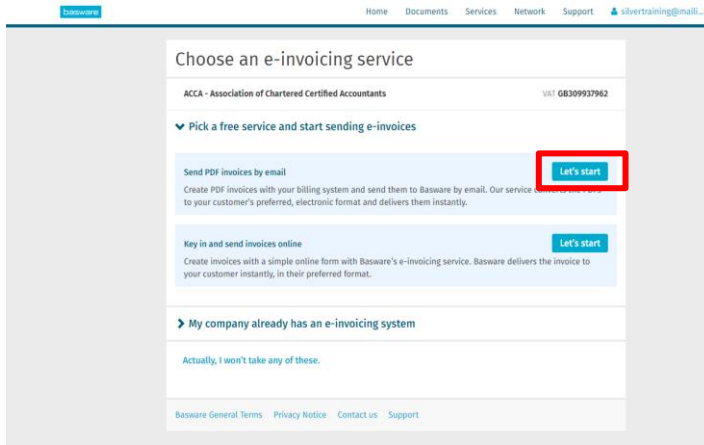 basware
Home Documents Services Network Support silvertraining@maili...
Choose an e-invoicing service
ACCA - Association of Chartered Certified Accountants VAT GB309937962
Pick a free service and start sending e-invoices
Send PDF invoices by email Let's start
Create PDF invoices with your billing system and send them to Basware by email. Our service
to your customer's preferred, electronic format and delivers them instantly.
Key in and send invoices online Let's start
Create invoices with a simple online form with Basware's e-invoicing service. Basware delivers the invoice to
your customer instantly, in their preferred format.
My company already has an e-invoicing system
Actually, I won't take any of these.
Basware General Terms Privacy Notice Contact us Support